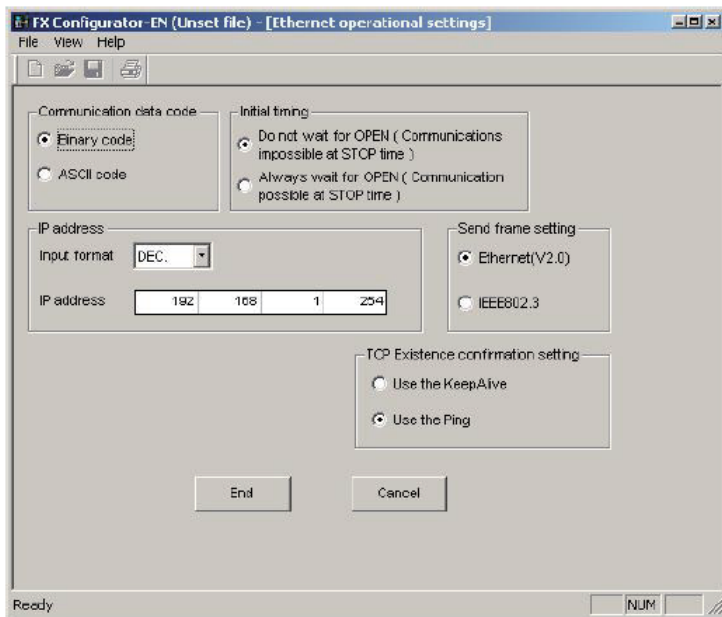 FX Configurator-EN (Unset file) - [Ethernet operational settings]
File View Help
Communication data code
Binary code
ASCII code
Initial timing
Do not wait for OPEN ( Communications
impossible at STOP time )
Always wait for OPEN ( Communication
possible at STOP time )
IP address
Input format DEC.
IP address 192 168 1 254
Send frame setting
Ethernet(V2.0)
IEEE802.3
TCP Existence confirmation setting
Use the KeepAlive
Use the Ping
End Cancel
Ready NUM